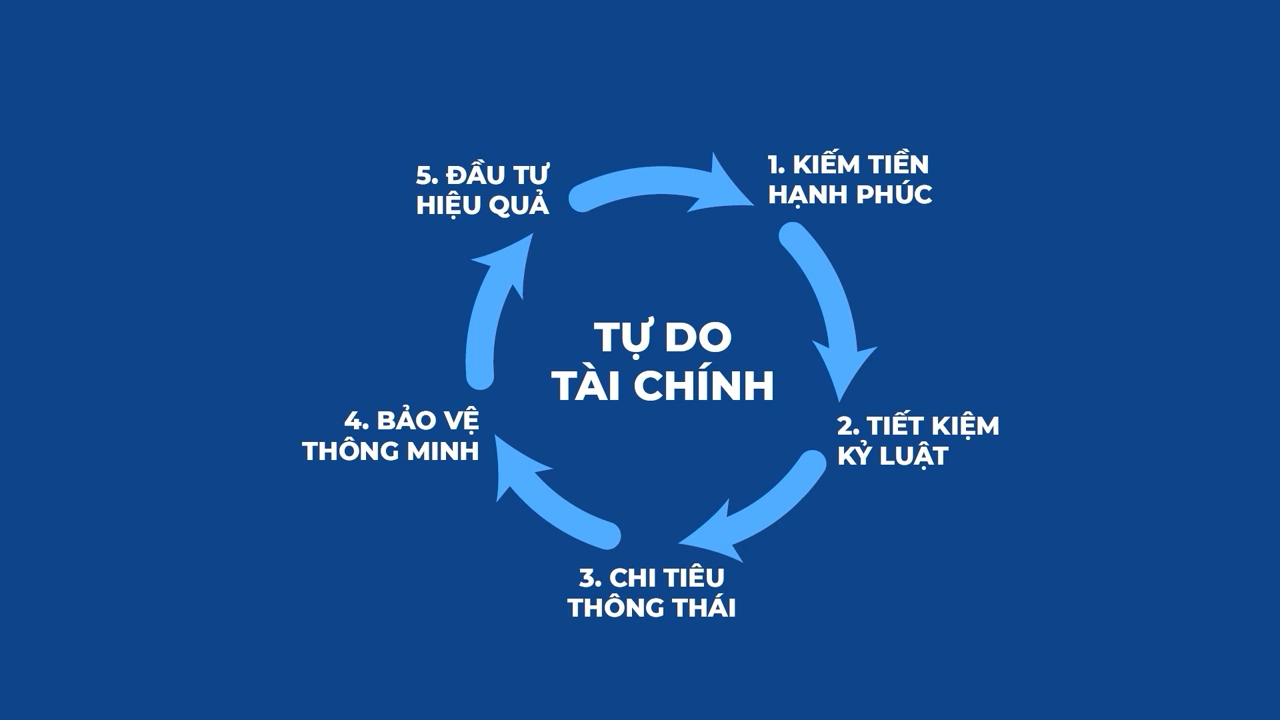 TỰ DO
TÀI CHÍNH
1. KIẾM TIỀN
HẠNH PHÚC
2. TIẾT KIỆM
KỶ LUẬT
3. CHI TIÊU
THÔNG THÁI
4. BẢO VỆ
THÔNG MINH
5. ĐẦU TƯ
HIỆU QUẢ